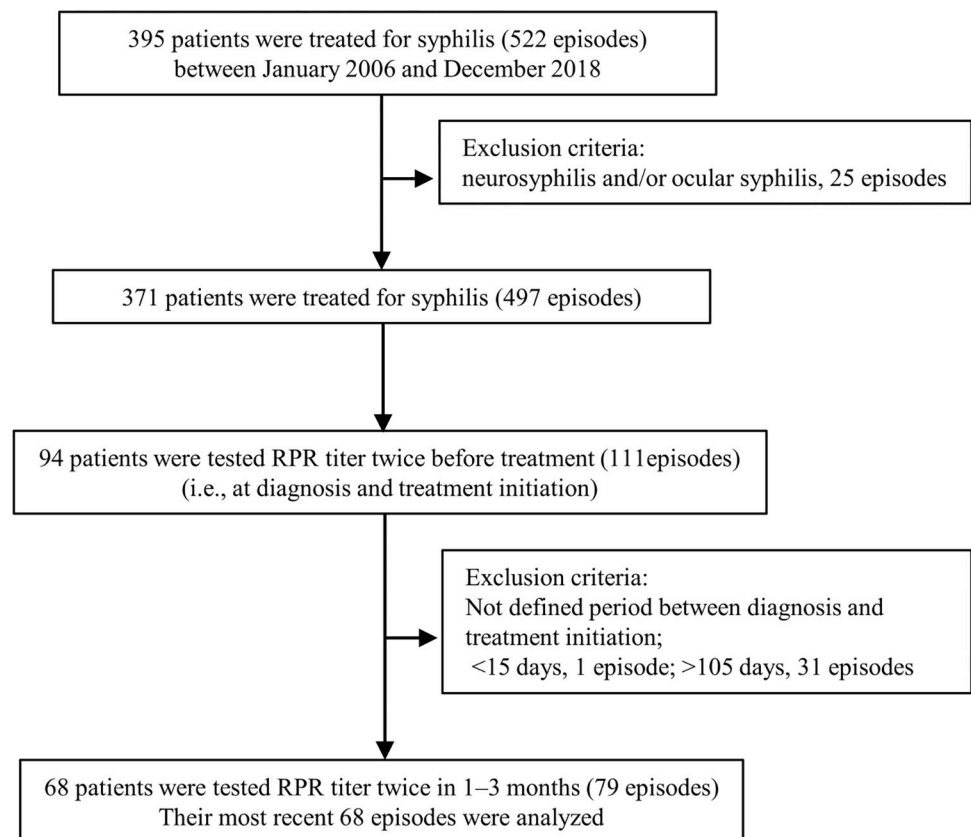 395 patients were treated for syphilis (522 episodes)
between January 2006 and December 2018
Exclusion criteria:
neurosyphilis and/or ocular syphilis, 25 episodes
371 patients were treated for syphilis (497 episodes)
94 patients were tested RPR titer twice before treatment (111episodes)
(i.e., at diagnosis and treatment initiation)
Exclusion criteria:
Not defined period between diagnosis and
treatment initiation;
<15 days, 1 episode; >105 days, 31 episodes
68 patients were tested RPR titer twice in 1–3 months (79 episodes)
Their most recent 68 episodes were analyzed